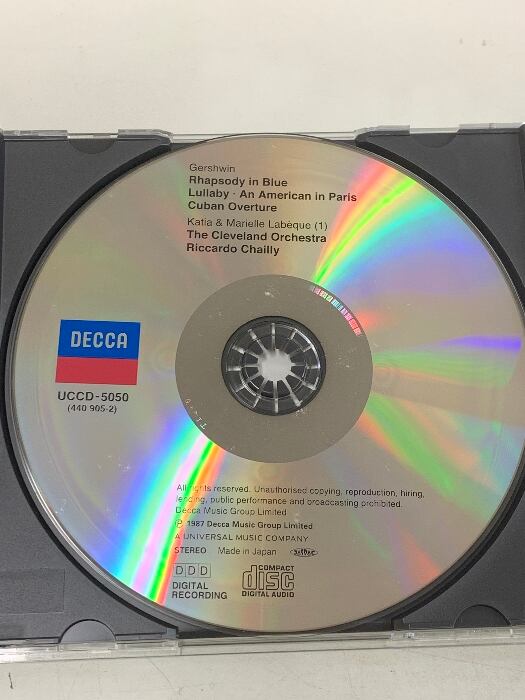 Gershwin
Rhapsody in Blue
Lullaby · An American in Paris
Cuban Overture
Katia & Marielle Labèque (1)
The Cleveland Orchestra
Riccardo Chailly
DECCA
UCCD-5050
(440 905-2)
All rights reserved. Unauthorised copying, reproduction, hiring,
lending, public performance and broadcasting prohibited.
Decca Music Group Limited
℗ 1987 Decca Music Group Limited
A UNIVERSAL MUSIC COMPANY
STEREO Made in Japan
DDD
DIGITAL
RECORDING
COMPACT
disc
DIGITAL AUDIO